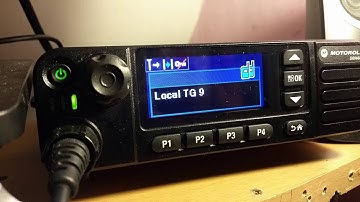 Local TG 9
MOTOROLA
OK
P1 P2 P3 P4